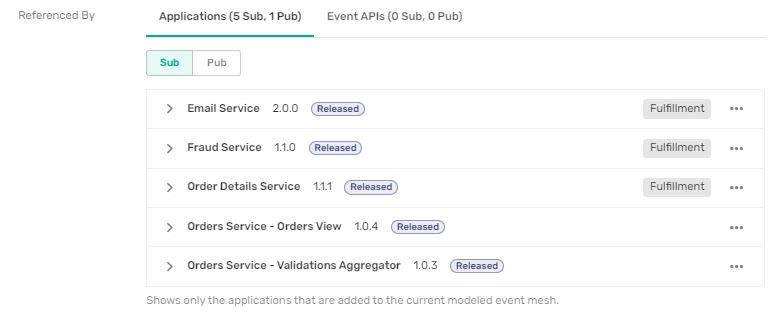 Referenced By
Applications (5 Sub, 1 Pub) Event APIs (0 Sub, 0 Pub)
Sub Pub
Email Service 2.0.0 Released Fulfillment
Fraud Service 1.1.0 Released Fulfillment
Order Details Service 1.1.1 Released Fulfillment
Orders Service - Orders View 1.0.4 Released
Orders Service - Validations Aggregator 1.0.3 Released
Shows only the applications that are added to the current modeled event mesh.